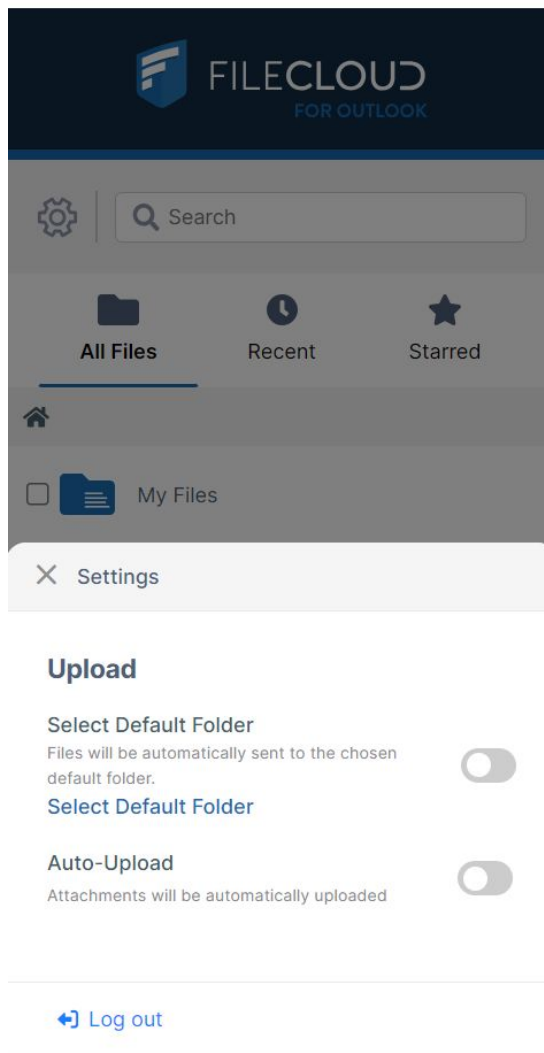 FILECLOUD
FOR OUTLOOK
Search
All Files
Recent
Starred
My Files
Settings
Upload
Select Default Folder
Files will be automatically sent to the chosen
default folder.
Select Default Folder
Auto-Upload
Attachments will be automatically uploaded
Log out